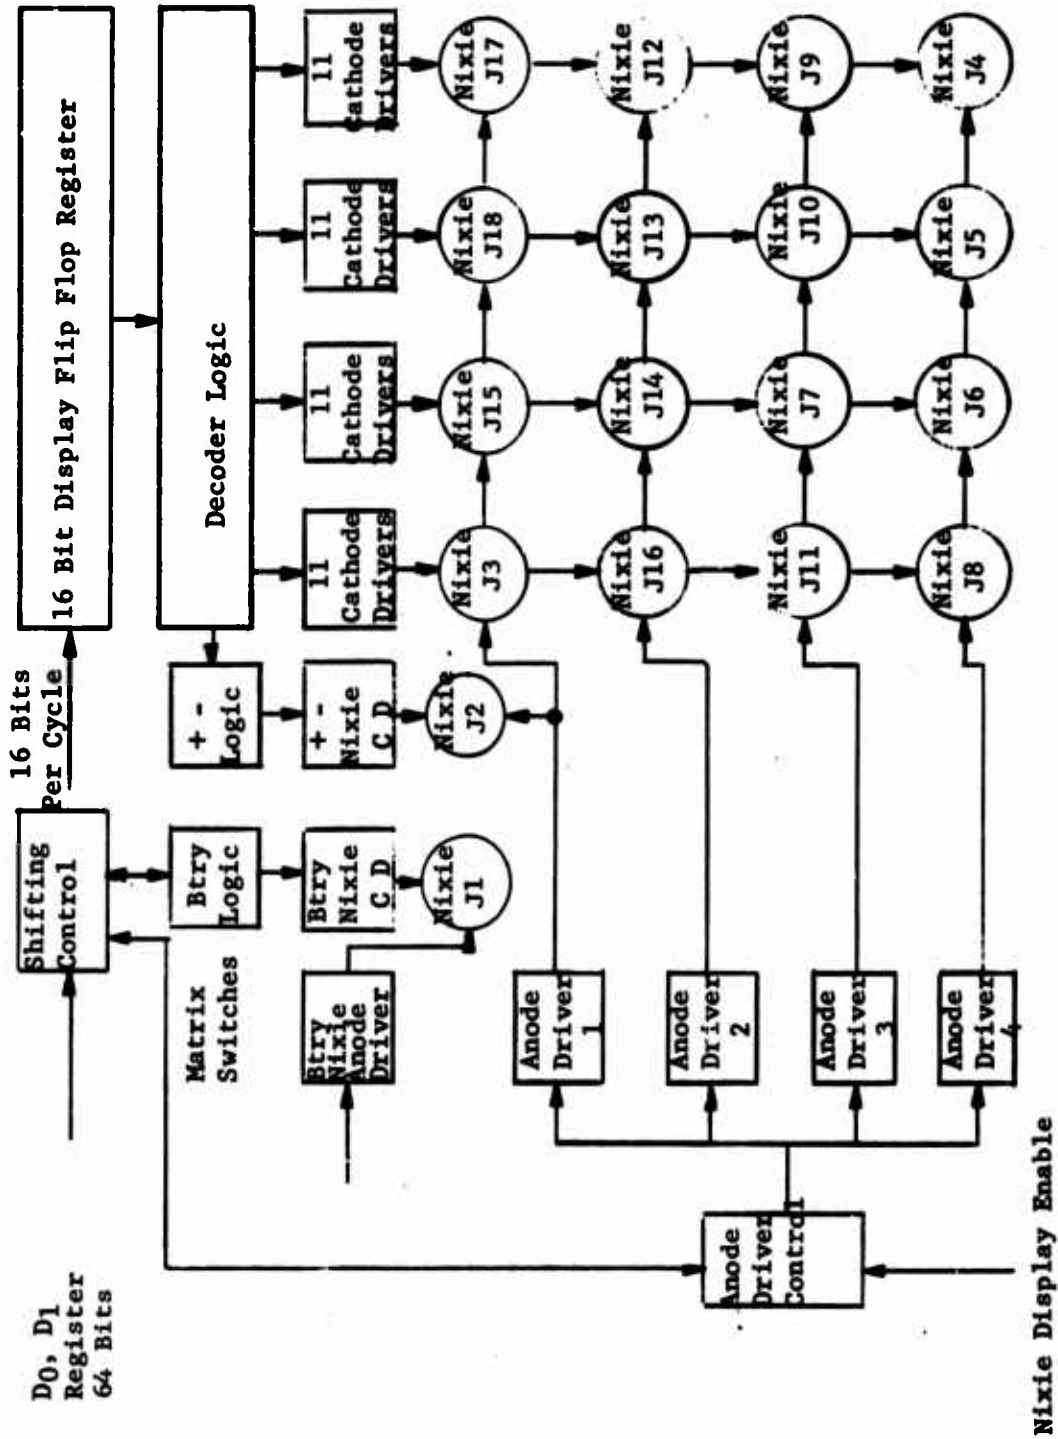 D0, D1
Register
64 Bits
Shifting
Control
16 Bits
Per Cycle
16 Bit Display Flip Flop Register
Decoder Logic
Matrix
Switches
Btry
Logic
+ -
Logic
Btry
Nixie
Anode
Driver
Btry
Nixie
C D
+ -
Nixie
C D
11
Cathode
Drivers
11
Cathode
Drivers
11
Cathode
Drivers
11
Cathode
Drivers
Nixie
J1
Nixie
J2
Nixie
J3
Nixie
J15
Nixie
J18
Nixie
J17
Anode
Driver
1
Nixie
J16
Nixie
J14
Nixie
J13
Nixie
J12
Anode
Driver
2
Nixie
J11
Nixie
J7
Nixie
J10
Nixie
J9
Anode
Driver
3
Nixie
J8
Nixie
J6
Nixie
J5
Nixie
J4
Anode
Driver
4
Anode
Driver
Control
Nixie Display Enable